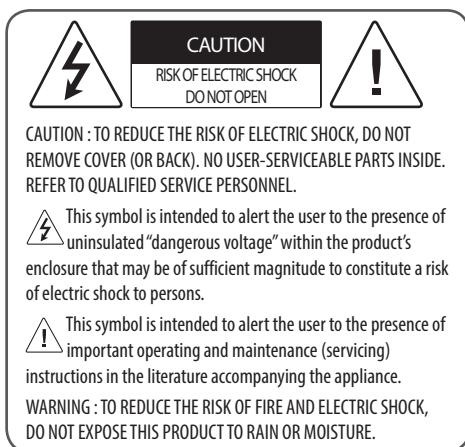 CAUTION
RISK OF ELECTRIC SHOCK
DO NOT OPEN
CAUTION : TO REDUCE THE RISK OF ELECTRIC SHOCK, DO NOT
REMOVE COVER (OR BACK). NO USER-SERVICEABLE PARTS INSIDE.
REFER TO QUALIFIED SERVICE PERSONNEL.
This symbol is intended to alert the user to the presence of
uninsulated “dangerous voltage” within the product’s
enclosure that may be of sufficient magnitude to constitute a risk
of electric shock to persons.
This symbol is intended to alert the user to the presence of
important operating and maintenance (servicing)
instructions in the literature accompanying the appliance.
WARNING : TO REDUCE THE RISK OF FIRE AND ELECTRIC SHOCK,
DO NOT EXPOSE THIS PRODUCT TO RAIN OR MOISTURE.